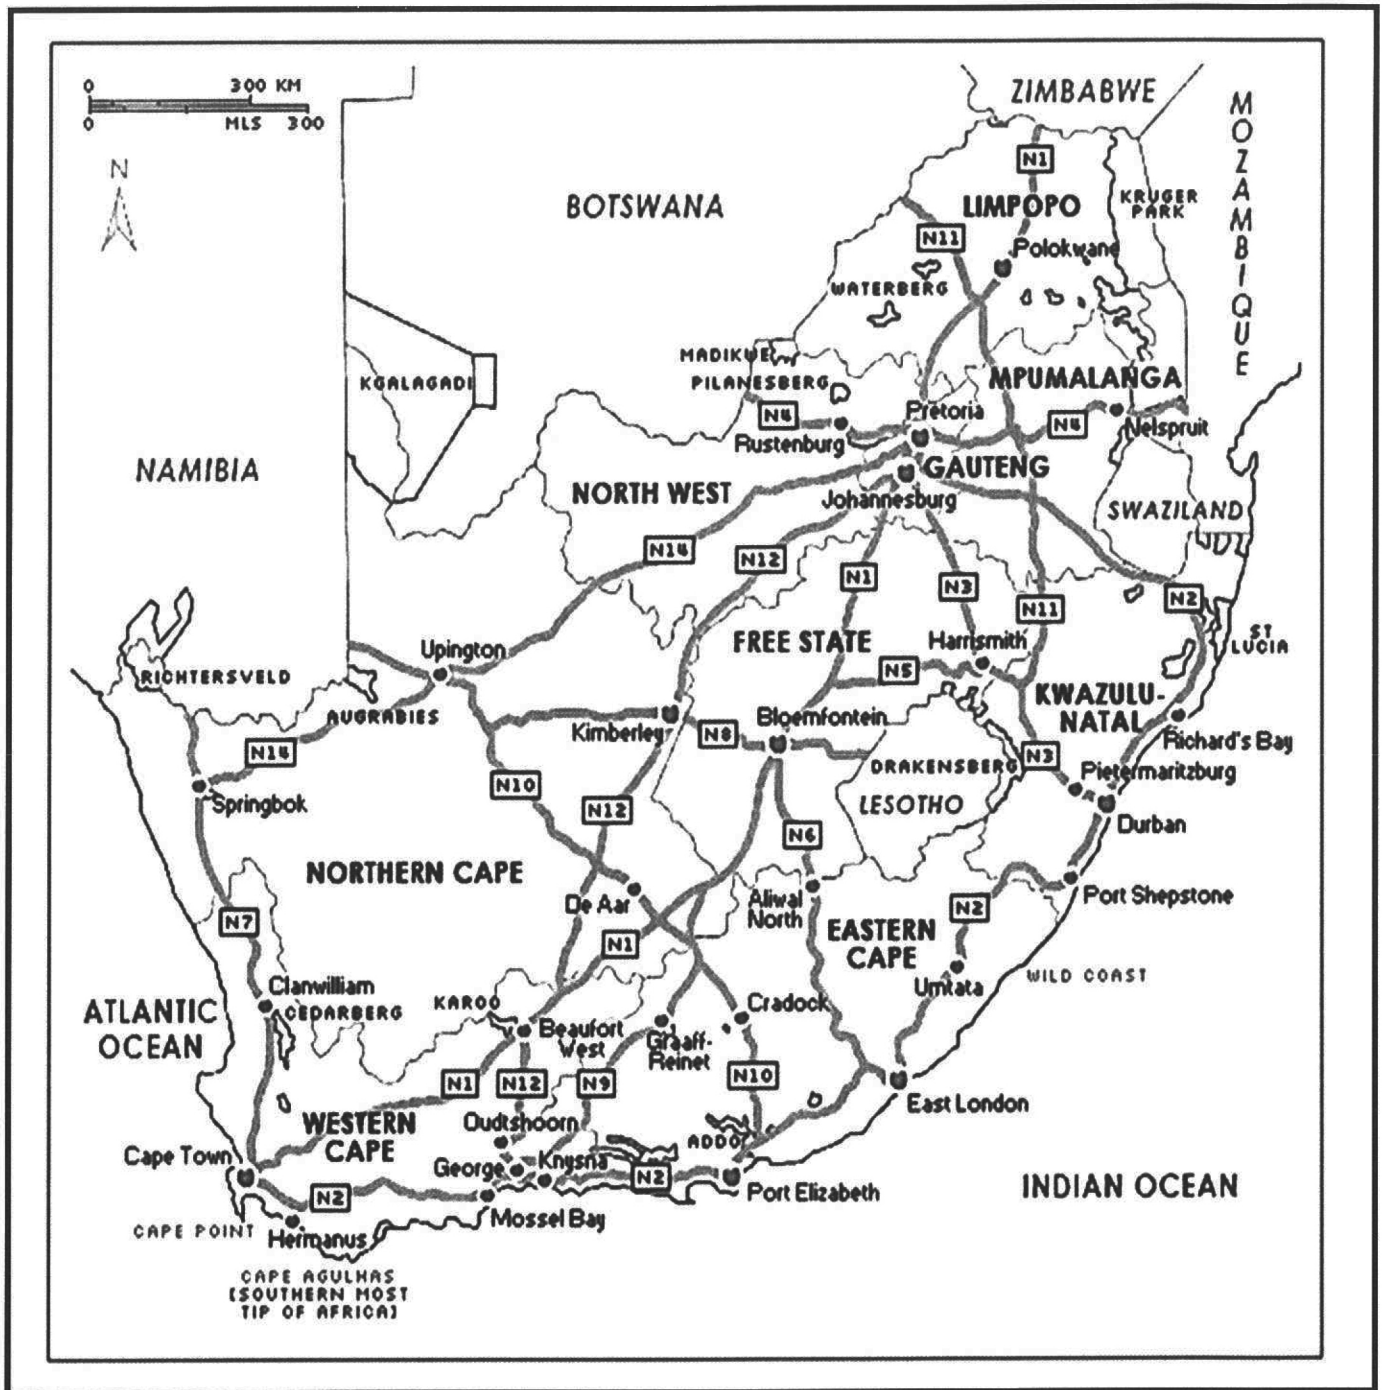 0 300 KM
0 MLS 300
N
ZIMBABWE
MOZAMBIQUE
N1
BOTSWANA
LIMPOPO
KRUGER
PARK
N11
Polokwane
WATERBERG
MADIKWE
KGALAGADI
PILANESBERG
MPUMALANGA
N4
Pretoria
N4
Rustenburg
Nelspruit
NAMIBIA
GAUTENG
NORTH WEST
Johannesburg
SWAZILAND
N14
N12
N1
N3
N11
N2
FREE STATE
Harrismith
ST
LUCIA
Upington
RICHTERSVELD
N5
KWAZULU-
NATAL
AUGRABIES
Bloemfontein
Kimberley
N8
Richard's Bay
N14
N3
DRAKENSBERG
Pietermaritzburg
N10
Springbok
N12
LESOTHO
Durban
N6
NORTHERN CAPE
De Aar
Aliwal
North
Port Shepstone
N7
N2
N1
EASTERN
CAPE
WILD COAST
Clanwilliam
Umtata
CEDARBERG
KAROO
Cradock
ATLANTIC
OCEAN
Beaufort
West
Graaff-
Reinet
N1
N12
N9
N10
East London
WESTERN
CAPE
Oudtshoorn
ADDO
Cape Town
George
Knysna
N2
N2
Port Elizabeth
INDIAN OCEAN
CAPE POINT
Hermanus
Mossel Bay
CAPE AGULHAS
(SOUTHERN MOST
TIP OF AFRICA)